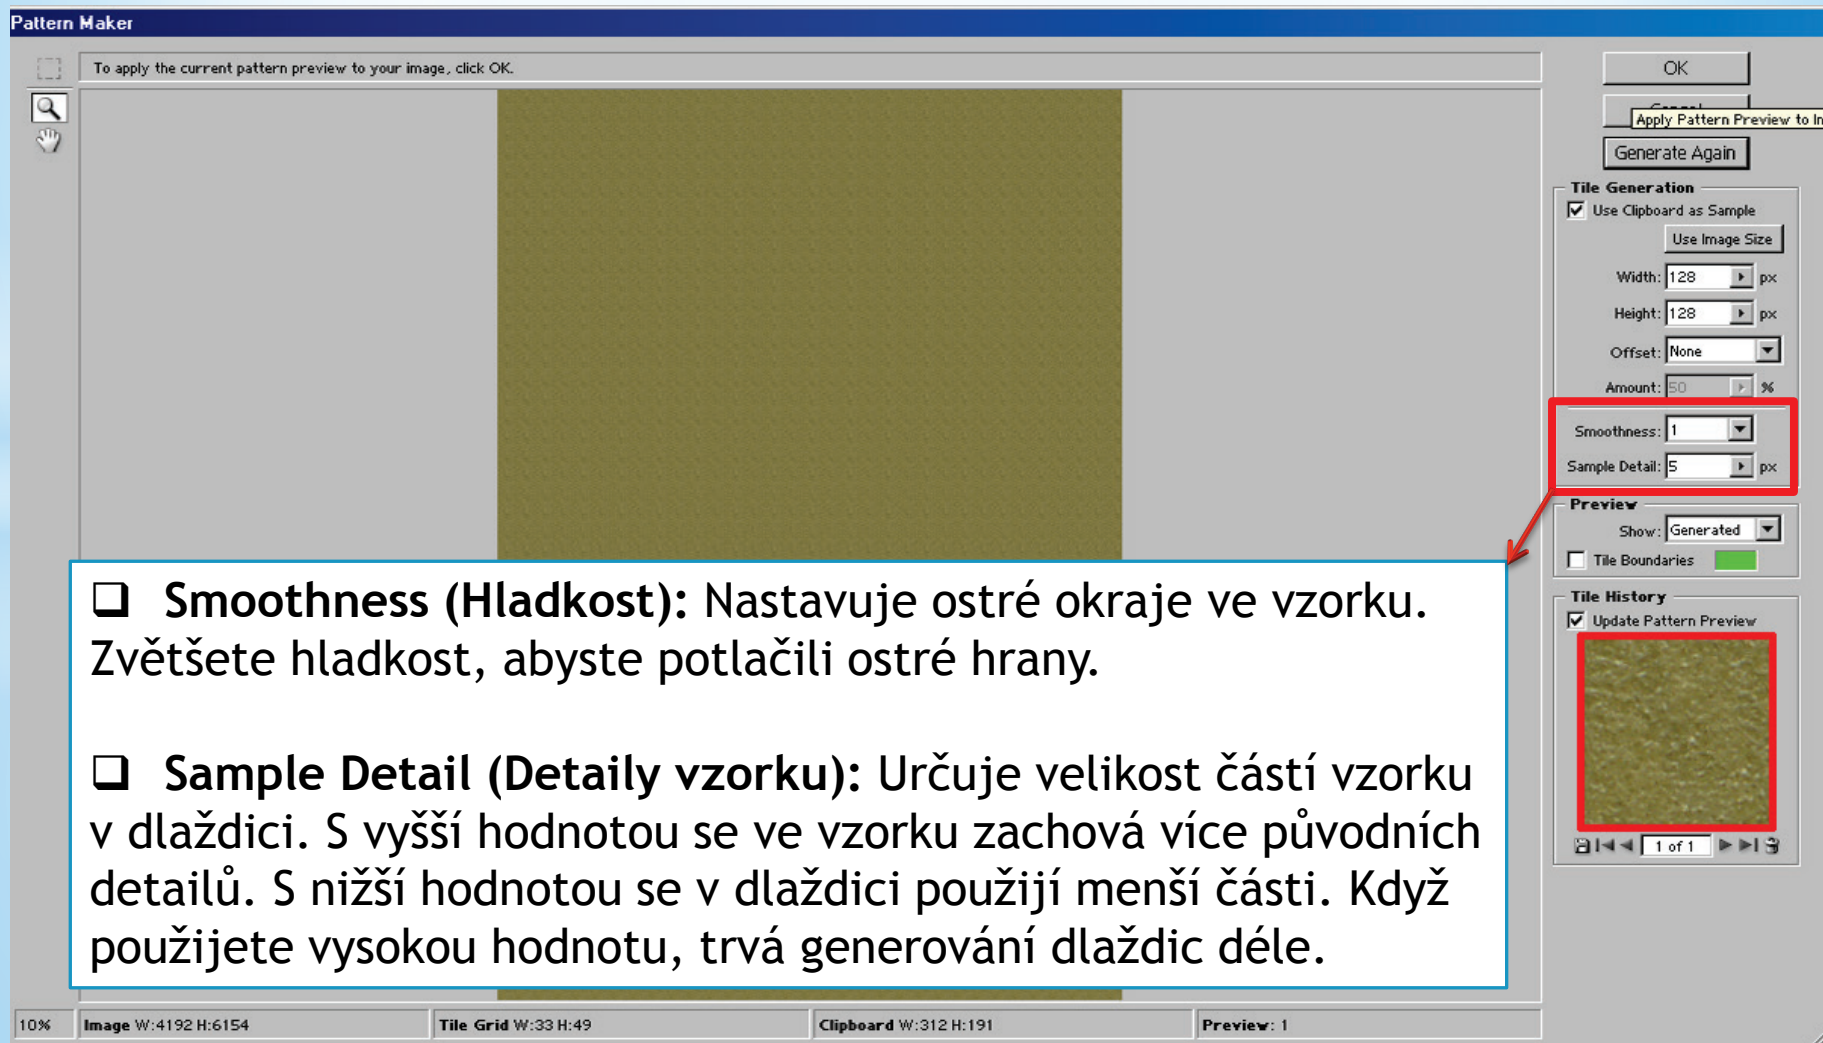 Pattern Maker
To apply the current pattern preview to your image, click OK.
OK
Apply Pattern Preview to
Generate Again
Tile Generation
Use Clipboard as Sample
Use Image Size
Width: 128 px
Height: 128 px
Offset: None
Amount: 50 %
Smoothness: 1
Sample Detail: 5 px
Preview
Show: Generated
Tile Boundaries
Tile History
Update Pattern Preview
1 of 1
❑ Smoothness (Hladkost): Nastavuje ostré okraje ve vzorku.
Zvětšete hladkost, abyste potlačili ostré hrany.
❑ Sample Detail (Detaily vzorku): Určuje velikost částí vzorku
v dlaždici. S vyšší hodnotou se ve vzorku zachová více původních
detailů. S nižší hodnotou se v dlaždici použijí menší části. Když
použijete vysokou hodnotu, trvá generování dlaždic déle.
10% Image W:4192 H:6154 Tile Grid W:33 H:49 Clipboard W:312 H:191 Preview: 1